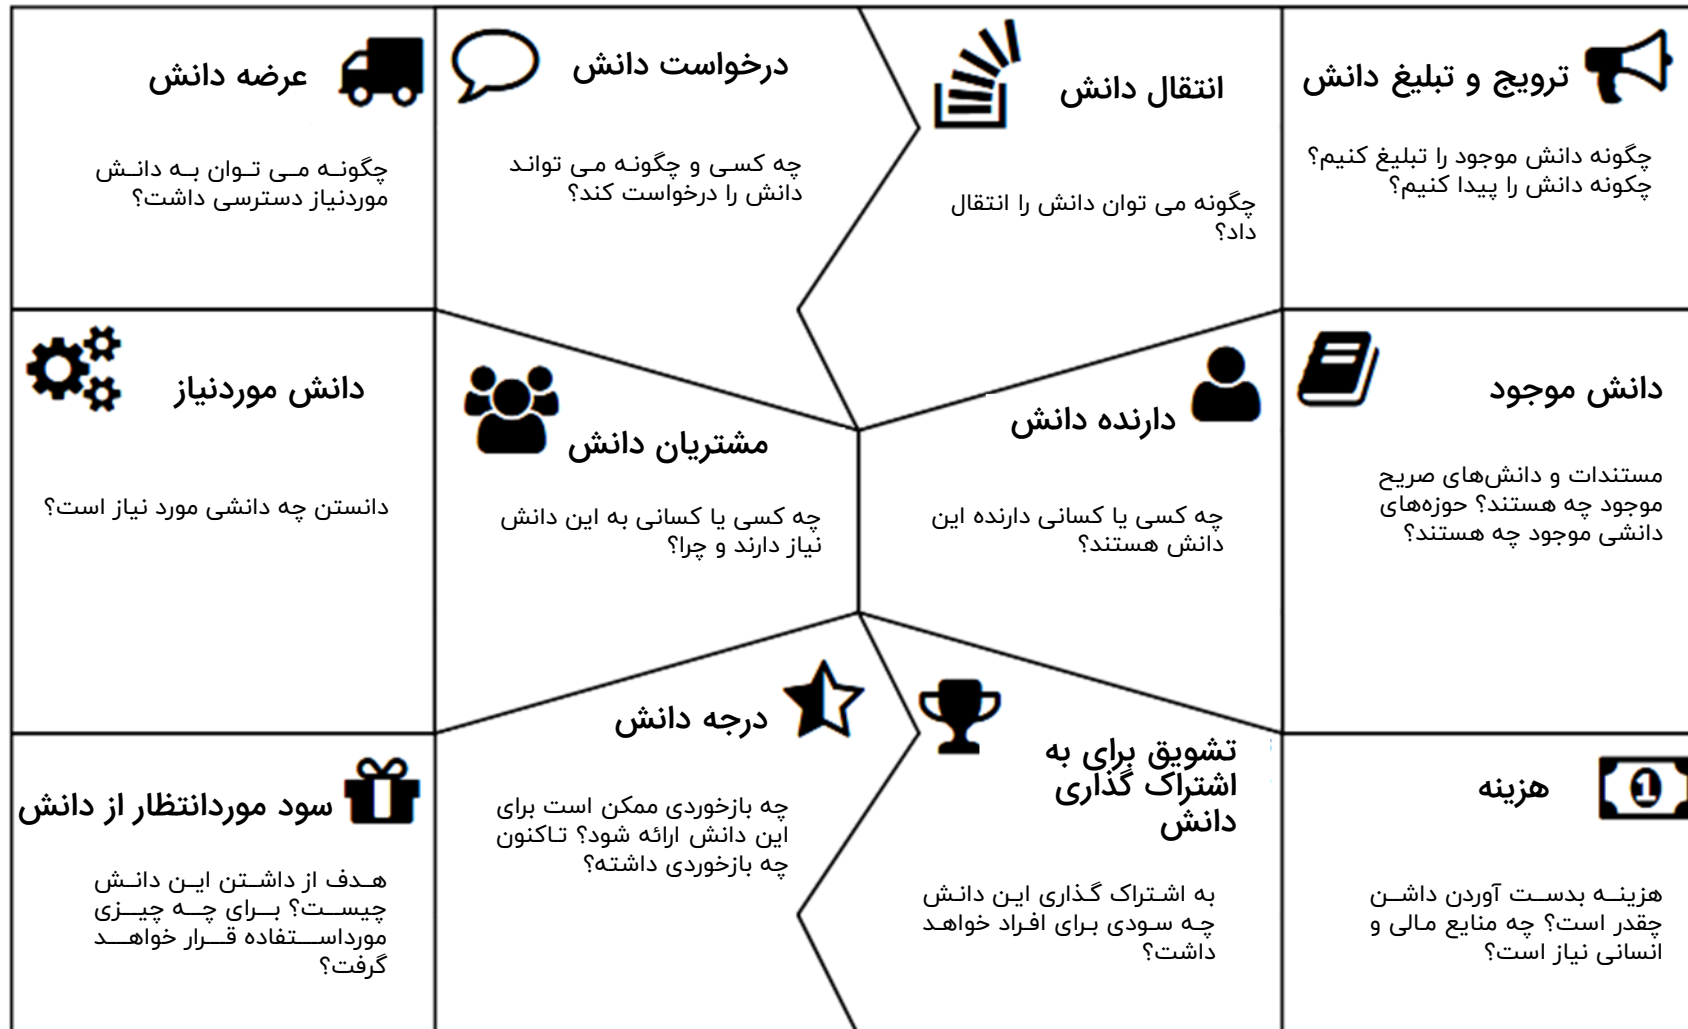 ترویج و تبلیغ دانش
چگونه دانش موجود را تبلیغ کنیم؟
چکونه دانش را پیدا کنیم؟
انتقال دانش
چگونه می توان دانش را انتقال
داد؟
درخواست دانش
چه کسی و چگونه می تواند
دانش را درخواست کند؟
عرضه دانش
چگونه می توان به دانش
موردنیاز دسترسی داشت؟
دانش موجود
مستندات و دانش‌های صریح
موجود چه هستند؟ حوزه‌های
دانشی موجود چه هستند؟
دارنده دانش
چه کسی یا کسانی دارنده این
دانش هستند؟
مشتریان دانش
چه کسی یا کسانی به این دانش
نیاز دارند و چرا؟
دانش موردنیاز
دانستن چه دانشی مورد نیاز است؟
هزینه
1
هزینه بدست آوردن داشن
چقدر است؟ چه منایع مالی و
انسانی نیاز است؟
تشویق برای به
اشتراک گذاری
دانش
به اشتراک گذاری این دانش
چه سودی برای افراد خواهد
داشت؟
درجه دانش
چه بازخوردی ممکن است برای
این دانش ارائه شود؟ تاکنون
چه بازخوردی داشته؟
سود موردانتظار از دانش
هدف از داشتن این دانش
چیست؟ برای چه چیزی
مورداستفاده قرار خواهد
گرفت؟